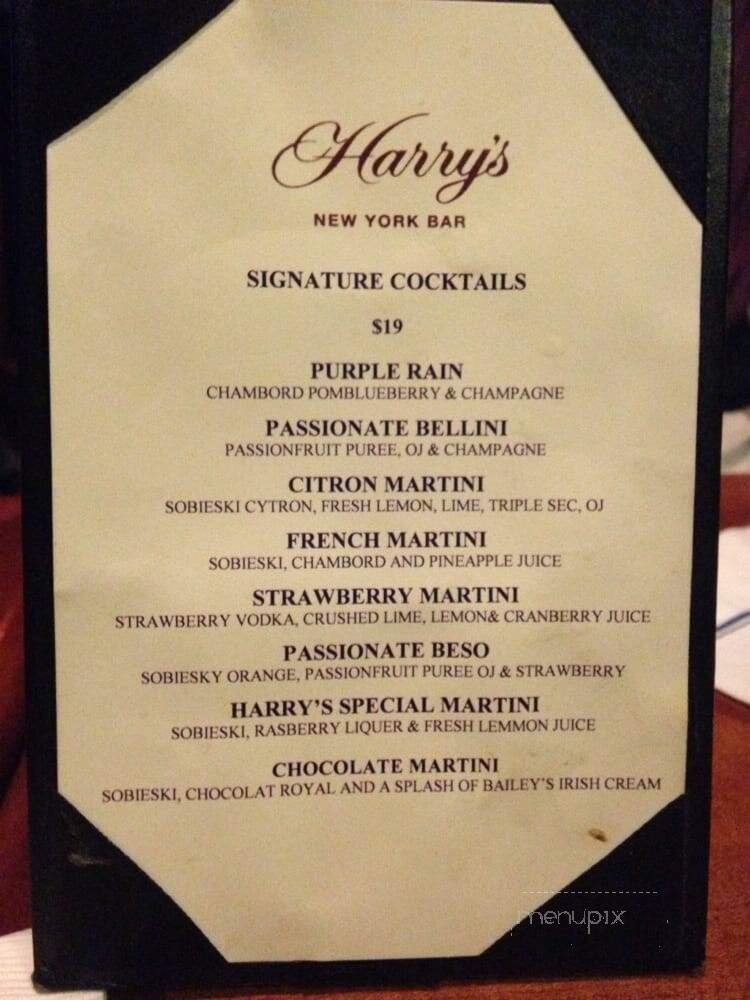 Harry's
NEW YORK BAR
SIGNATURE COCKTAILS
$19
PURPLE RAIN
CHAMBORD POMBLUEBERRY & CHAMPAGNE
PASSIONATE BELLINI
PASSIONFRUIT PUREE, OJ & CHAMPAGNE
CITRON MARTINI
SOBIESKI CYTRON, FRESH LEMON, LIME, TRIPLE SEC, OJ
FRENCH MARTINI
SOBIESKI, CHAMBORD AND PINEAPPLE JUICE
STRAWBERRY MARTINI
STRAWBERRY VODKA, CRUSHED LIME, LEMON& CRANBERRY JUICE
PASSIONATE BESO
SOBIESKY ORANGE, PASSIONFRUIT PUREE OJ & STRAWBERRY
HARRY'S SPECIAL MARTINI
SOBIESKI, RASBERRY LIQUER & FRESH LEMMON JUICE
CHOCOLATE MARTINI
SOBIESKI, CHOCOLAT ROYAL AND A SPLASH OF BAILEY'S IRISH CREAM
menupix